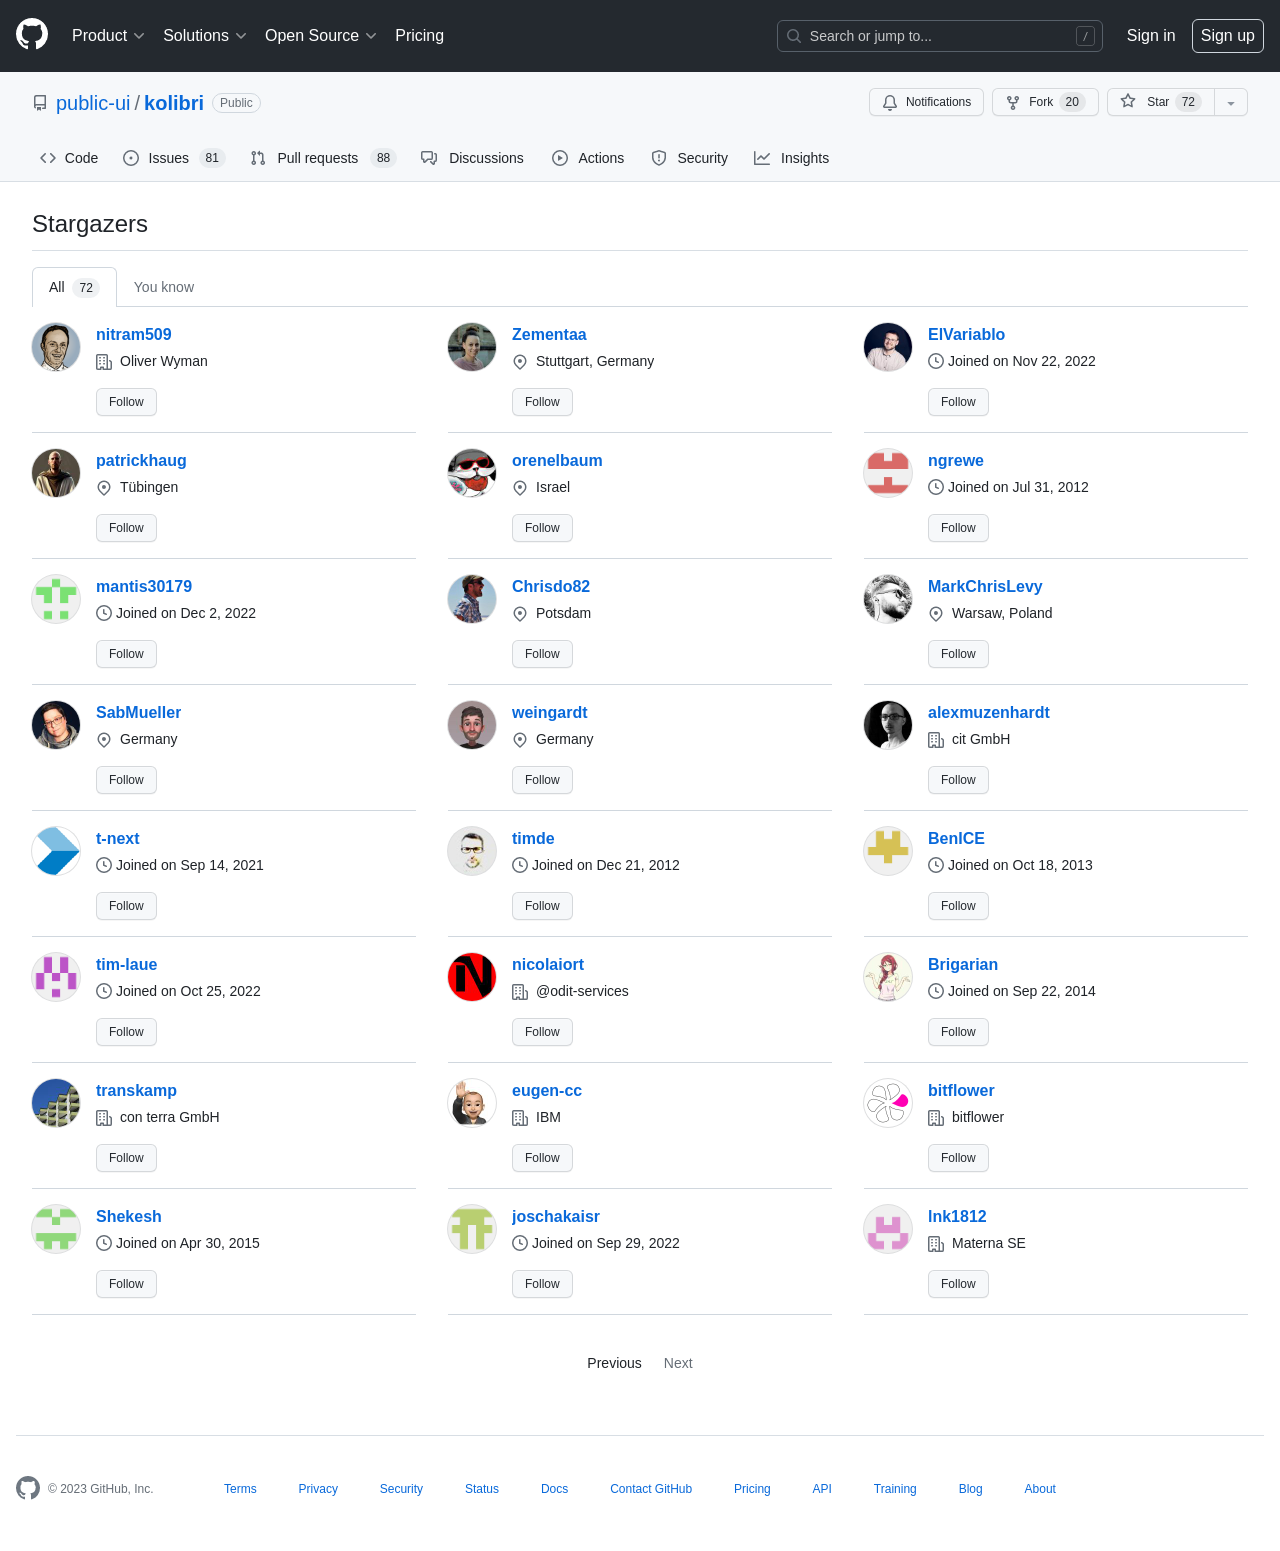 Product Solutions Open Source Pricing Search or jump to... / Sign in Sign up
public-ui / kolibri Public Notifications Fork 20 Star 72
Code Issues 81 Pull requests 88 Discussions Actions Security Insights
Stargazers
All 72 You know
nitram509 Zementaa ElVariablo
Oliver Wyman Stuttgart, Germany Joined on Nov 22, 2022
Follow Follow Follow
patrickhaug orenelbaum ngrewe
Tübingen Israel Joined on Jul 31, 2012
Follow Follow Follow
mantis30179 Chrisdo82 MarkChrisLevy
Joined on Dec 2, 2022 Potsdam Warsaw, Poland
Follow Follow Follow
SabMueller weingardt alexmuzenhardt
Germany Germany cit GmbH
Follow Follow Follow
t-next timde BenICE
Joined on Sep 14, 2021 Joined on Dec 21, 2012 Joined on Oct 18, 2013
Follow Follow Follow
tim-laue nicolaiort Brigarian
Joined on Oct 25, 2022 @odit-services Joined on Sep 22, 2014
Follow Follow Follow
transkamp eugen-cc bitflower
con terra GmbH IBM bitflower
Follow Follow Follow
Shekesh joschakaisr Ink1812
Joined on Apr 30, 2015 Joined on Sep 29, 2022 Materna SE
Follow Follow Follow
Previous Next
© 2023 GitHub, Inc. Terms Privacy Security Status Docs Contact GitHub Pricing API Training Blog About